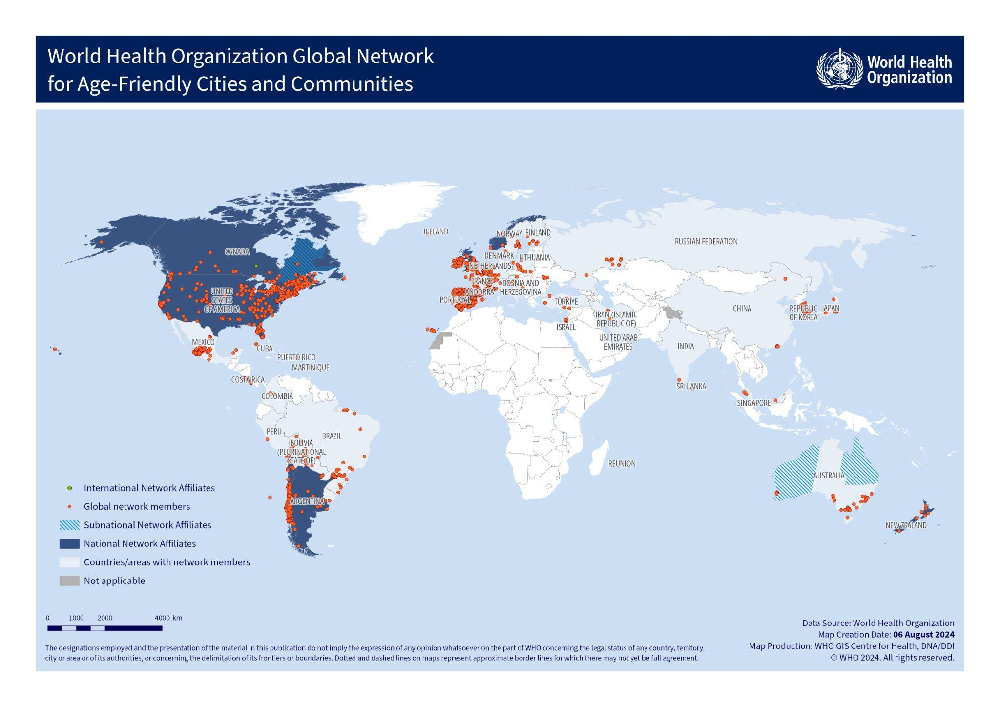 World Health Organization Global Network
for Age-Friendly Cities and Communities
World Health
Organization
ICELAND
NORWAY
FINLAND
RUSSIAN FEDERATION
CANADA
DENMARK
LITHUANIA
NETHERLANDS
FRANCE
BOSNIA AND
HERZEGOVINA
UNITED
STATES
OF AMERICA
ANDORRA
PORTUGAL
TÜRKİYE
IRAN (ISLAMIC
REPUBLIC OF)
CHINA
REPUBLIC
OF KOREA
JAPAN
ISRAEL
MEXICO
CUBA
UNITED ARAB
EMIRATES
INDIA
PUERTO RICO
MARTINIQUE
COSTA RICA
COLOMBIA
SRI LANKA
SINGAPORE
PERU
BRAZIL
BOLIVIA
(PLURINATIONAL
STATE OF)
RÉUNION
AUSTRALIA
ARGENTINA
NEW ZEALAND
International Network Affiliates
Global network members
Subnational Network Affiliates
National Network Affiliates
Countries/areas with network members
Not applicable
0 1000 2000 4000 km
The designations employed and the presentation of the material in this publication do not imply the expression of any opinion whatsoever on the part of WHO concerning the legal status of any country, territory,
city or area or of its authorities, or concerning the delimitation of its frontiers or boundaries. Dotted and dashed lines on maps represent approximate border lines for which there may not yet be full agreement.
Data Source: World Health Organization
Map Creation Date: 06 August 2024
Map Production: WHO GIS Centre for Health, DNA/DDI
© WHO 2024. All rights reserved.